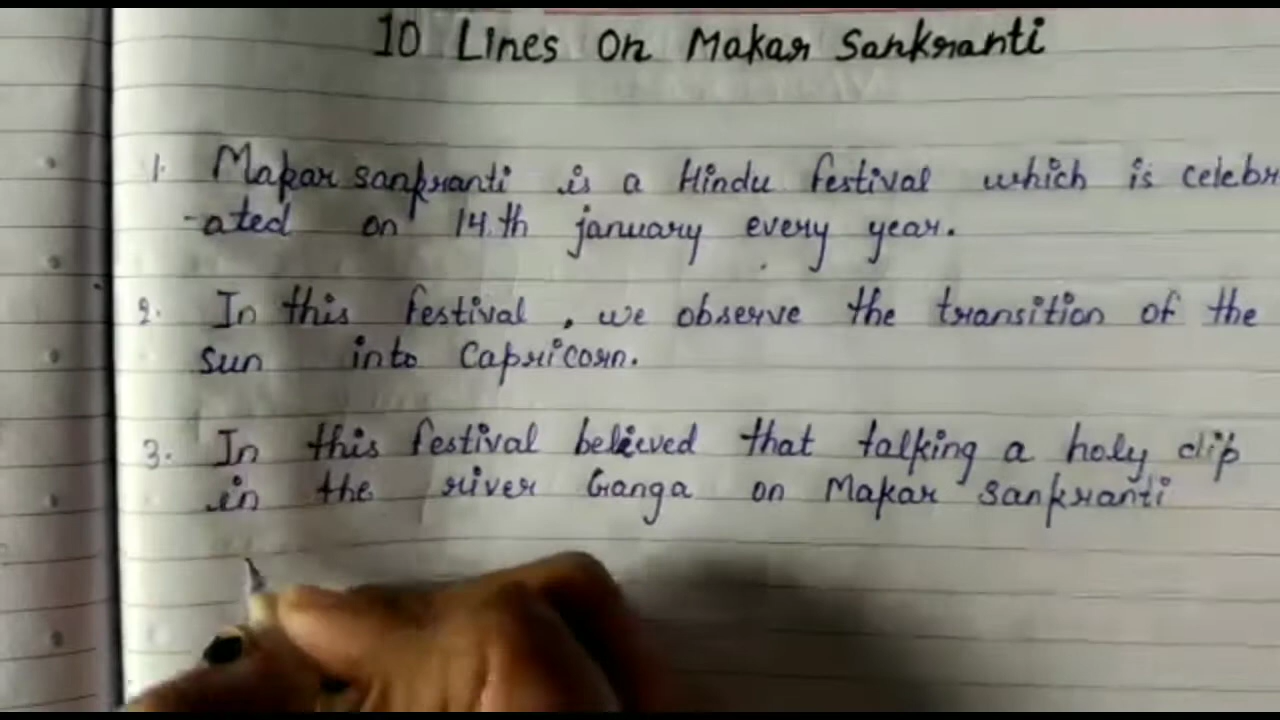 10 Lines On Makar Sankranti
1. Makar sankranti is a Hindu festival which is celebr
-ated on 14th january every year.
2. In this festival, we observe the transition of the
sun into Capricorn.
3. In this festival believed that talking a holy dip
in the river Ganga on Makar sankranti